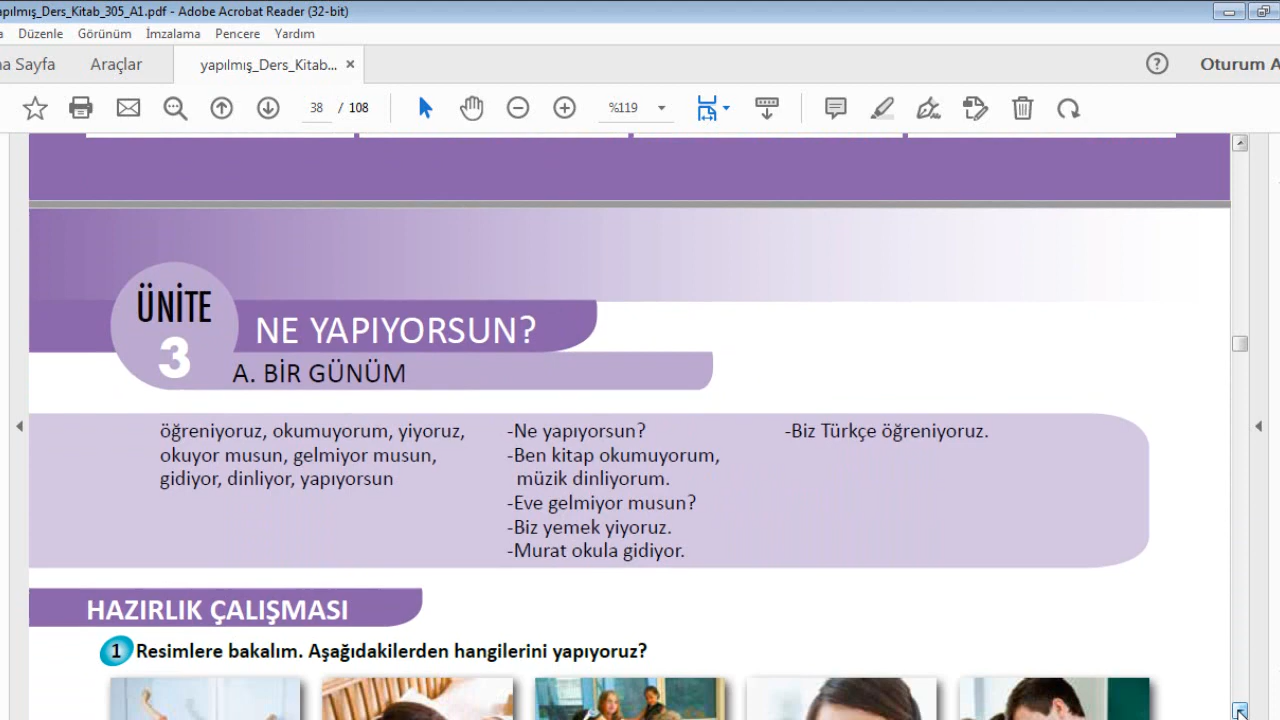 apılmış_Ders_Kitab_305_A1.pdf - Adobe Acrobat Reader (32-bit)
Düzenle Görünüm İmzalama Pencere Yardım
na Sayfa Araçlar yapılmış_Ders_Kitab... × Oturum A
38 / 108 %119
ÜNİTE
3
NE YAPIYORSUN?
A. BİR GÜNÜM
öğreniyoruz, okumuyorum, yiyoruz,
okuyor musun, gelmiyor musun,
gidiyor, dinliyor, yapıyorsun
-Ne yapıyorsun?
-Ben kitap okumuyorum,
müzik dinliyorum.
-Eve gelmiyor musun?
-Biz yemek yiyoruz.
-Murat okula gidiyor.
-Biz Türkçe öğreniyoruz.
HAZIRLIK ÇALIŞMASI
1 Resimlere bakalım. Aşağıdakilerden hangilerini yapıyoruz?